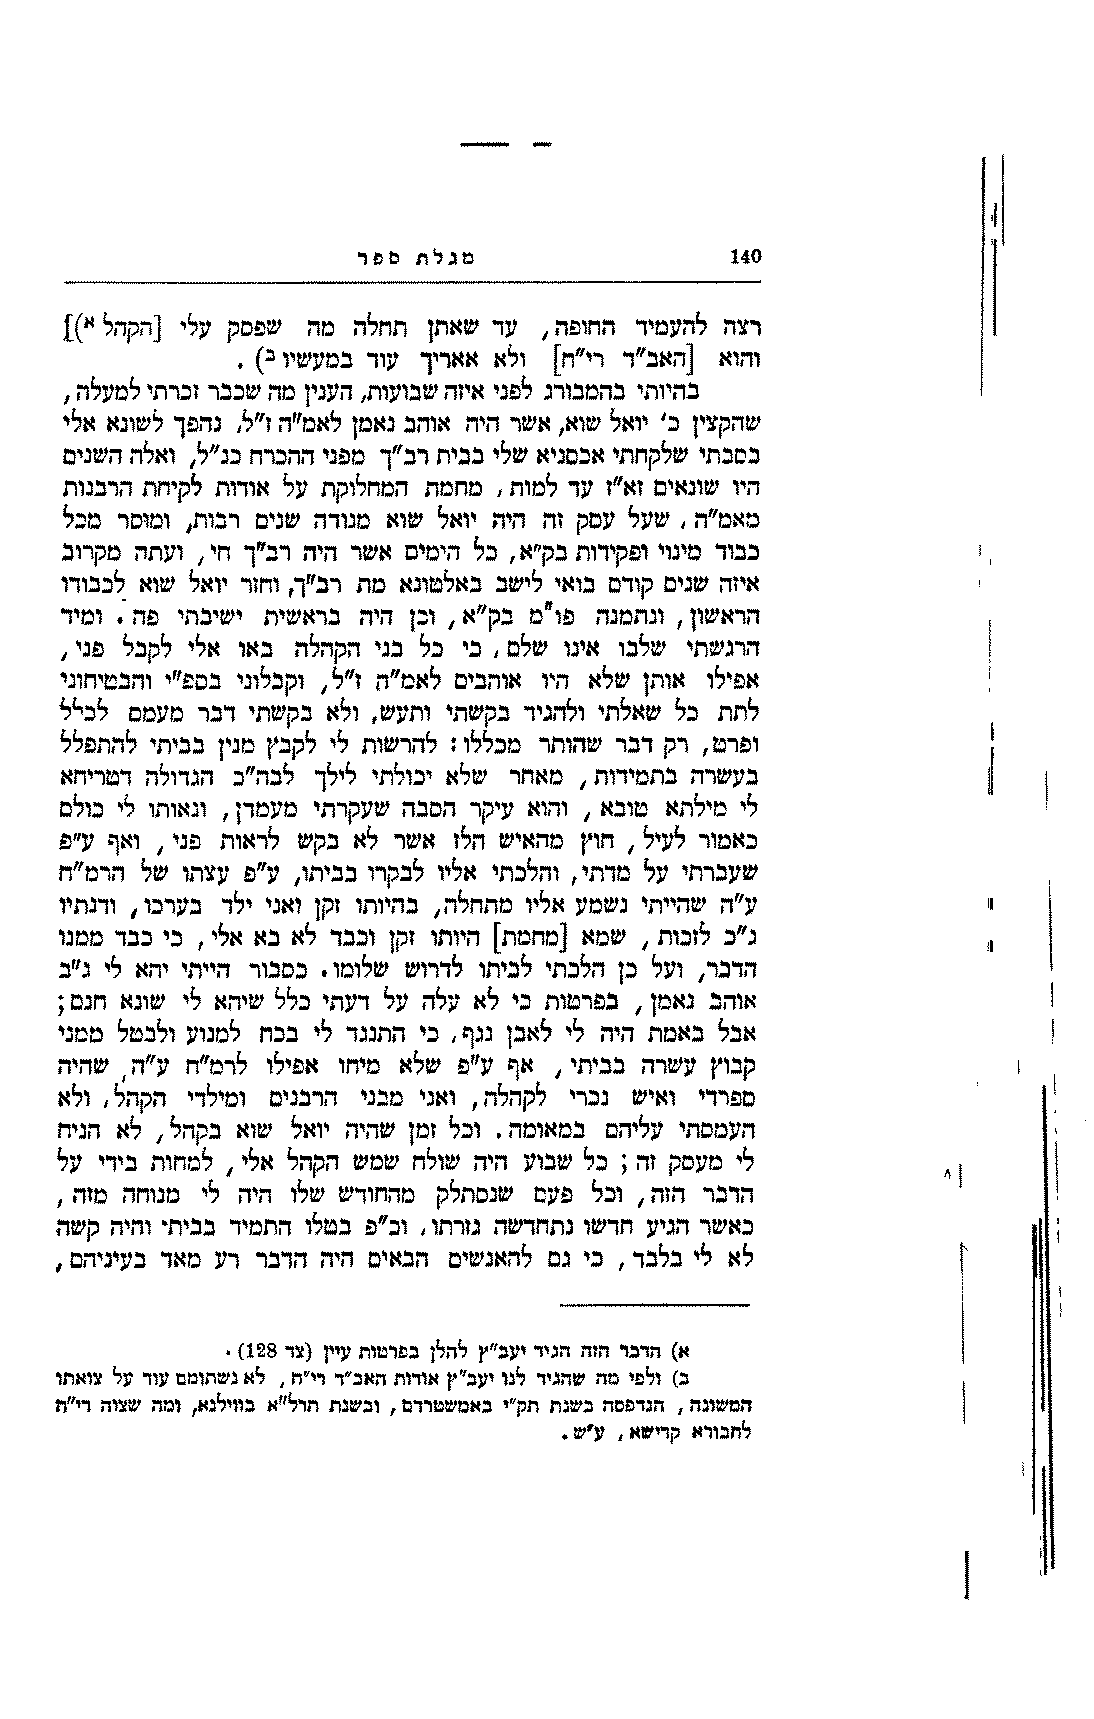 140 מגלת ספר
רצה להעמיד החופה, עד שאתן תחלה מה שפסק עלי [הקהל א)]
והוא [האב"ד רי"ח] ולא אאריך עוד במעשיו ב).
בהיותי בהמבורג לפני איזה שבועות, הענין מה שכבר זכרתי למעלה,
שהקצין כ' יואל שוא, אשר היה אוהב נאמן לאמ"ה ז"ל, נהפך לשונא אלי
בסבתי שלקחתי אכסניא שלי בבית רב"ך מפני ההכרח כנ"ל, ואלה השנים
היו שונאים זא"ז עד למות, מחמת המחלוקת על אודות לקיחת הרבנות
מאמ"ה, שעל עסק זה היה יואל שוא מנודה שנים רבות, ומוסר מכל
כבוד מינוי ופקידות בק"א, כל הימים אשר היה רב"ך חי, ועתה מקרוב
איזה שנים קודם בואי לישב באלטונא מת רב"ך, וחזר יואל שוא לכבודו
הראשון, ונתמנה פו"מ בק"א, וכן היה בראשית ישיבתי פה. ומיד
הרגשתי שלבו אינו שלם, כי כל בני הקהלה באו אלי לקבל פני,
אפילו אותן שלא היו אוהבים לאמ"ה ז"ל, וקבלוני בספ"י והבטיחוני
לתת כל שאלתי ולהגיד בקשתי ותעש, ולא בקשתי דבר מעמם לכלל
ופרט, רק דבר שהותר מכללו: להרשות לי לקבץ מנין בביתי להתפלל
בעשרה בתמידות, מאחר שלא יכולתי לילך לבה"כ הגדולה דטריחא
לי מילתא טובא, והוא עיקר הסבה שעקרתי מעמדן, ונאותו לי כולם
כאמור לעיל, חוץ מהאיש הלז אשר לא בקש לראות פני, ואף ע"פ
שעברתי על מדתי, והלכתי אליו לבקרו בביתו, ע"פ עצתו של הרמ"ח
ע"ה שהייתי נשמע אליו מתחלה, בהיותו זקן ואני ילד בערכו, ודנתיו
ג"כ לזכות, שמא [מחמת] היותו זקן וכבד לא בא אלי, כי כבד ממנו
הדבר, ועל כן הלכתי לביתו לדרוש שלומו. כסבור הייתי יהא לי ג"כ
אוהב נאמן, בפרטות כי לא עלה על דעתי כלל שיהא לי שונא חנם;
אבל באמת היה לי לאבן נגף, כי התנגד לי בכח למנוע ולבטל ממני
קבוץ עשרה בביתי, אף ע"פ שלא מיחו אפילו לרמ"ח ע"ה, שהיה
ספרדי ואיש נכרי לקהלה, ואני מבני הרבנים ומילדי הקהל, ולא
העמסתי עליהם במאומה. וכל זמן שהיה יואל שוא בקהל, לא הניח
לי מעסק זה; כל שבוע היה שולח שמש הקהל אלי, למחות בידי על
הדבר הזה, וכל פעם שנסתלק מהחודש שלו היה לי מנוחה מזה,
כאשר הגיע חדשו נתחדשה גזרתו, וכ"פ בטלו התמיד בביתי והיה קשה
לא לי בלבד, כי גם להאנשים הבאים היה הדבר רע מאד בעיניהם,
א) הדבר הזה הגיד יעב"ץ להלן בפרטות עיין (צד 128).
ב) ולפי מה שהגיד לנו יעב"ץ אודות האב"ד רי"ח, לא נשתומם עוד על צואתו
המשונה, הנדפסה בשנת תק"י באמשטרדם, ובשנת תרל"א בווילנא, ומה שצוה רי"ח
לחבורא קדישא, ע"ש.